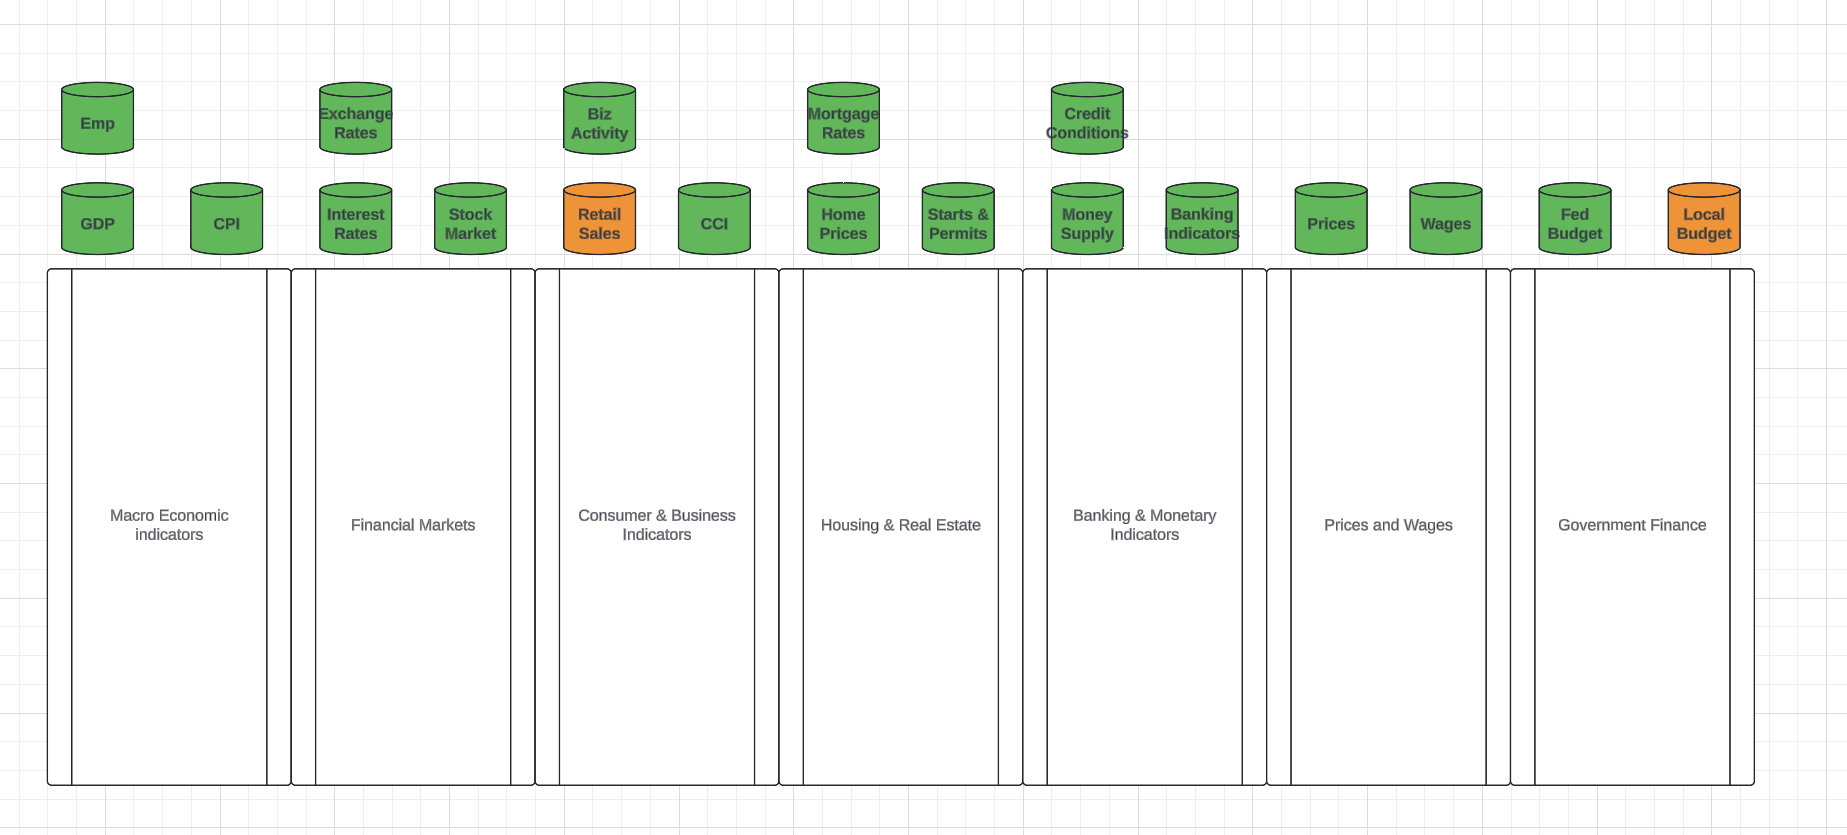 Emp
Exchange
Rates
Biz
Activity
Mortgage
Rates
Credit
Conditions
GDP
CPI
Interest
Rates
Stock
Market
Retail
Sales
CCI
Home
Prices
Starts &
Permits
Money
Supply
Banking
Indicators
Prices
Wages
Fed
Budget
Local
Budget
Macro Economic
indicators
Financial Markets
Consumer & Business
Indicators
Housing & Real Estate
Banking & Monetary
Indicators
Prices and Wages
Government Finance